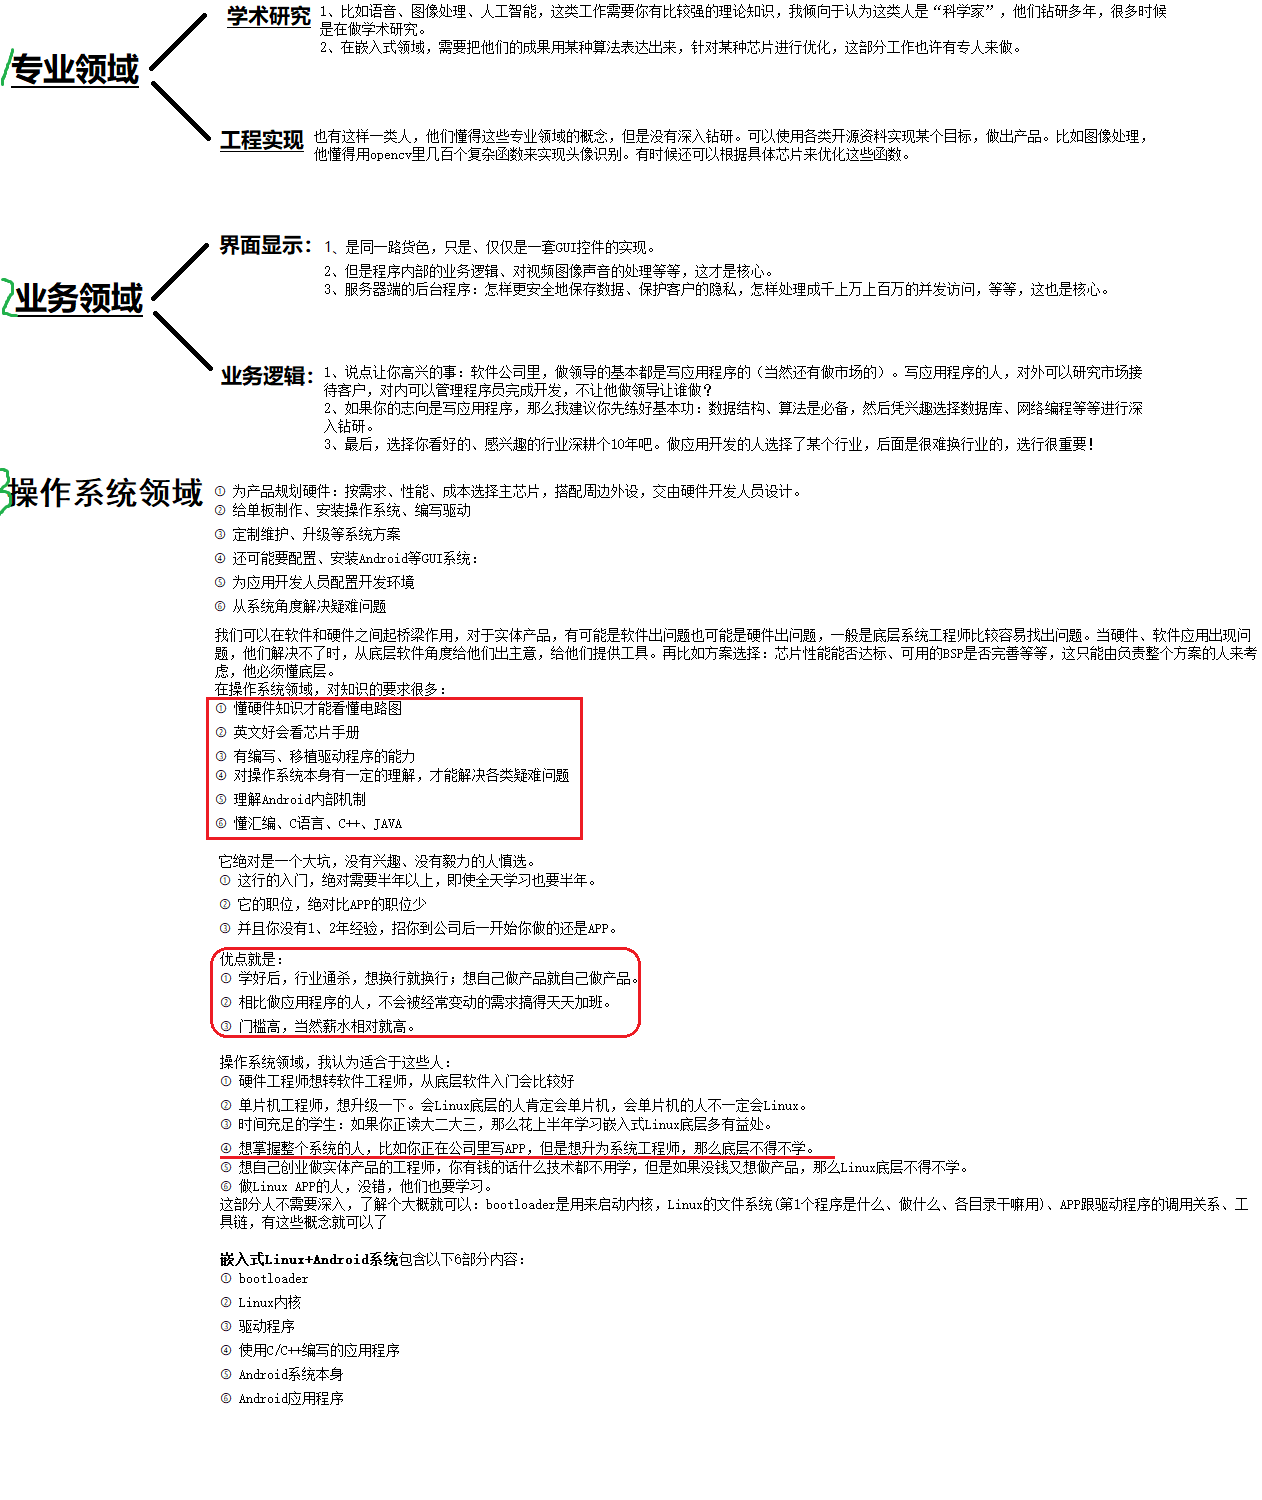 学术研究
1、比如语音、图像处理、人工智能，这类工作需要你有比较强的理论知识，我倾向于认为这类人是“科学家”，他们钻研多年，很多时候
是在做学术研究。
2、在嵌入式领域，需要把他们的成果用某种算法表达出来，针对某种芯片进行优化，这部分工作也许有专人来做。
1专业领域
工程实现
也有这样一类人，他们懂得这些专业领域的概念，但是没有深入钻研。可以使用各类开源资料实现某个目标，做出产品。比如图像处理，
他懂得用opencv里几百个复杂函数来实现头像识别。有时候还可以根据具体芯片来优化这些函数。
界面显示：
1、是同一路货色，只是、仅仅是一套GUI控件的实现。
2、但是程序内部的业务逻辑、对视频图像声音的处理等等，这才是核心。
3、服务器端的后台程序：怎样更安全地保存数据、保护客户的隐私，怎样处理成千上万上百万的并发访问，等等，这也是核心。
2业务领域
业务逻辑：
1、说点让你高兴的事：软件公司里，做领导的基本都是写应用程序的（当然还有做市场的）。写应用程序的人，对外可以研究市场接
待客户，对内可以管理程序员完成开发，不让他做领导让谁做？
2、如果你的志向是写应用程序，那么我建议你先练好基本功：数据结构、算法是必备，然后凭兴趣选择数据库、网络编程等等进行深
入钻研。
3、最后，选择你看好的、感兴趣的行业深耕个10年吧。做应用开发的人选择了某个行业，后面是很难换行业的，选行很重要！
3操作系统领域
① 为产品规划硬件：按需求、性能、成本选择主芯片，搭配周边外设，交由硬件开发人员设计。
② 给单板制作、安装操作系统、编写驱动
③ 定制维护、升级等系统方案
④ 还可能要配置、安装Android等GUI系统：
⑤ 为应用开发人员配置开发环境
⑥ 从系统角度解决疑难问题
我们可以在软件和硬件之间起桥梁作用，对于实体产品，有可能是软件出问题也可能是硬件出问题，一般是底层系统工程师比较容易找出问题。当硬件、软件应用出现问
题，他们解决不了时，从底层软件角度给他们出主意，给他们提供工具。再比如方案选择：芯片性能能否达标、可用的BSP是否完善等等，这只能由负责整个方案的人来考
虑，他必须懂底层。
在操作系统领域，对知识的要求很多：
① 懂硬件知识才能看懂电路图
② 英文好会看芯片手册
③ 有编写、移植驱动程序的能力
④ 对操作系统本身有一定的理解，才能解决各类疑难问题
⑤ 理解Android内部机制
⑥ 懂汇编、C语言、C++、JAVA
它绝对是一个大坑，没有兴趣、没有毅力的人慎选。
① 这行的入门，绝对需要半年以上，即使全天学习也要半年。
② 它的职位，绝对比APP的职位少
③ 并且你没有1、2年经验，招你到公司后一开始你做的还是APP。
优点就是：
① 学好后，行业通杀，想换行就换行；想自己做产品就自己做产品。
② 相比做应用程序的人，不会被经常变动的需求搞得天天加班。
③ 门槛高，当然薪水相对就高。
操作系统领域，我认为适合于这些人：
① 硬件工程师想转软件工程师，从底层软件入门会比较好
② 单片机工程师，想升级一下。会Linux底层的人肯定会单片机，会单片机的人不一定会Linux。
③ 时间充足的学生：如果你正读大二大三，那么花上半年学习嵌入式Linux底层多有益处。
④ 想掌握整个系统的人，比如你正在公司里写APP，但是想升为系统工程师，那么底层不得不学。
⑤ 想自己创业做实体产品的工程师，你有钱的话什么技术都不用学，但是如果没钱又想做产品，那么Linux底层不得不学。
⑥ 做Linux APP的人，没错，他们也要学习。
这部分人不需要深入，了解个大概就可以：bootloader是用来启动内核，Linux的文件系统(第1个程序是什么、做什么、各目录干嘛用)、APP跟驱动程序的调用关系、工
具链，有这些概念就可以了
嵌入式Linux+Android系统包含以下6部分内容：
① bootloader
② Linux内核
③ 驱动程序
④ 使用C/C++编写的应用程序
⑤ Android系统本身
⑥ Android应用程序